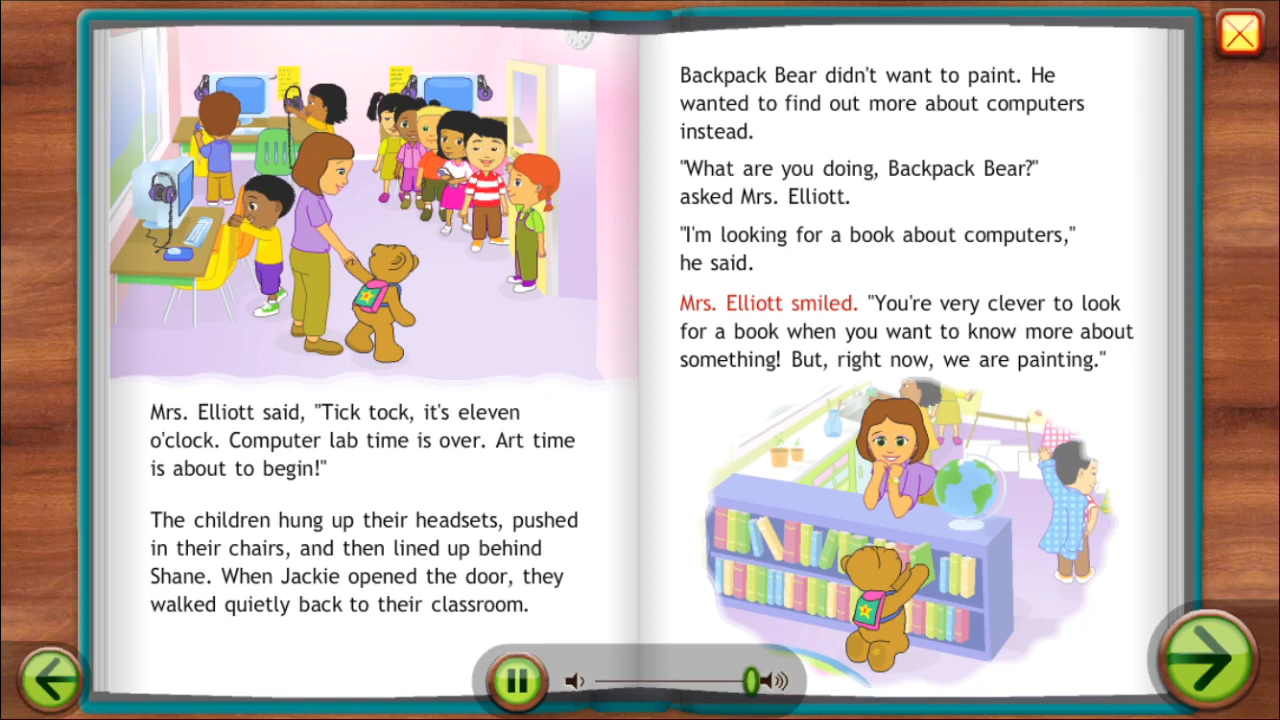 Mrs. Elliott said, "Tick tock, it's eleven
o'clock. Computer lab time is over. Art time
is about to begin!"
The children hung up their headsets, pushed
in their chairs, and then lined up behind
Shane. When Jackie opened the door, they
walked quietly back to their classroom.
Backpack Bear didn't want to paint. He
wanted to find out more about computers
instead.
"What are you doing, Backpack Bear?"
asked Mrs. Elliott.
"I'm looking for a book about computers,"
he said.
Mrs. Elliott smiled. "You're very clever to look
for a book when you want to know more about
something! But, right now, we are painting."